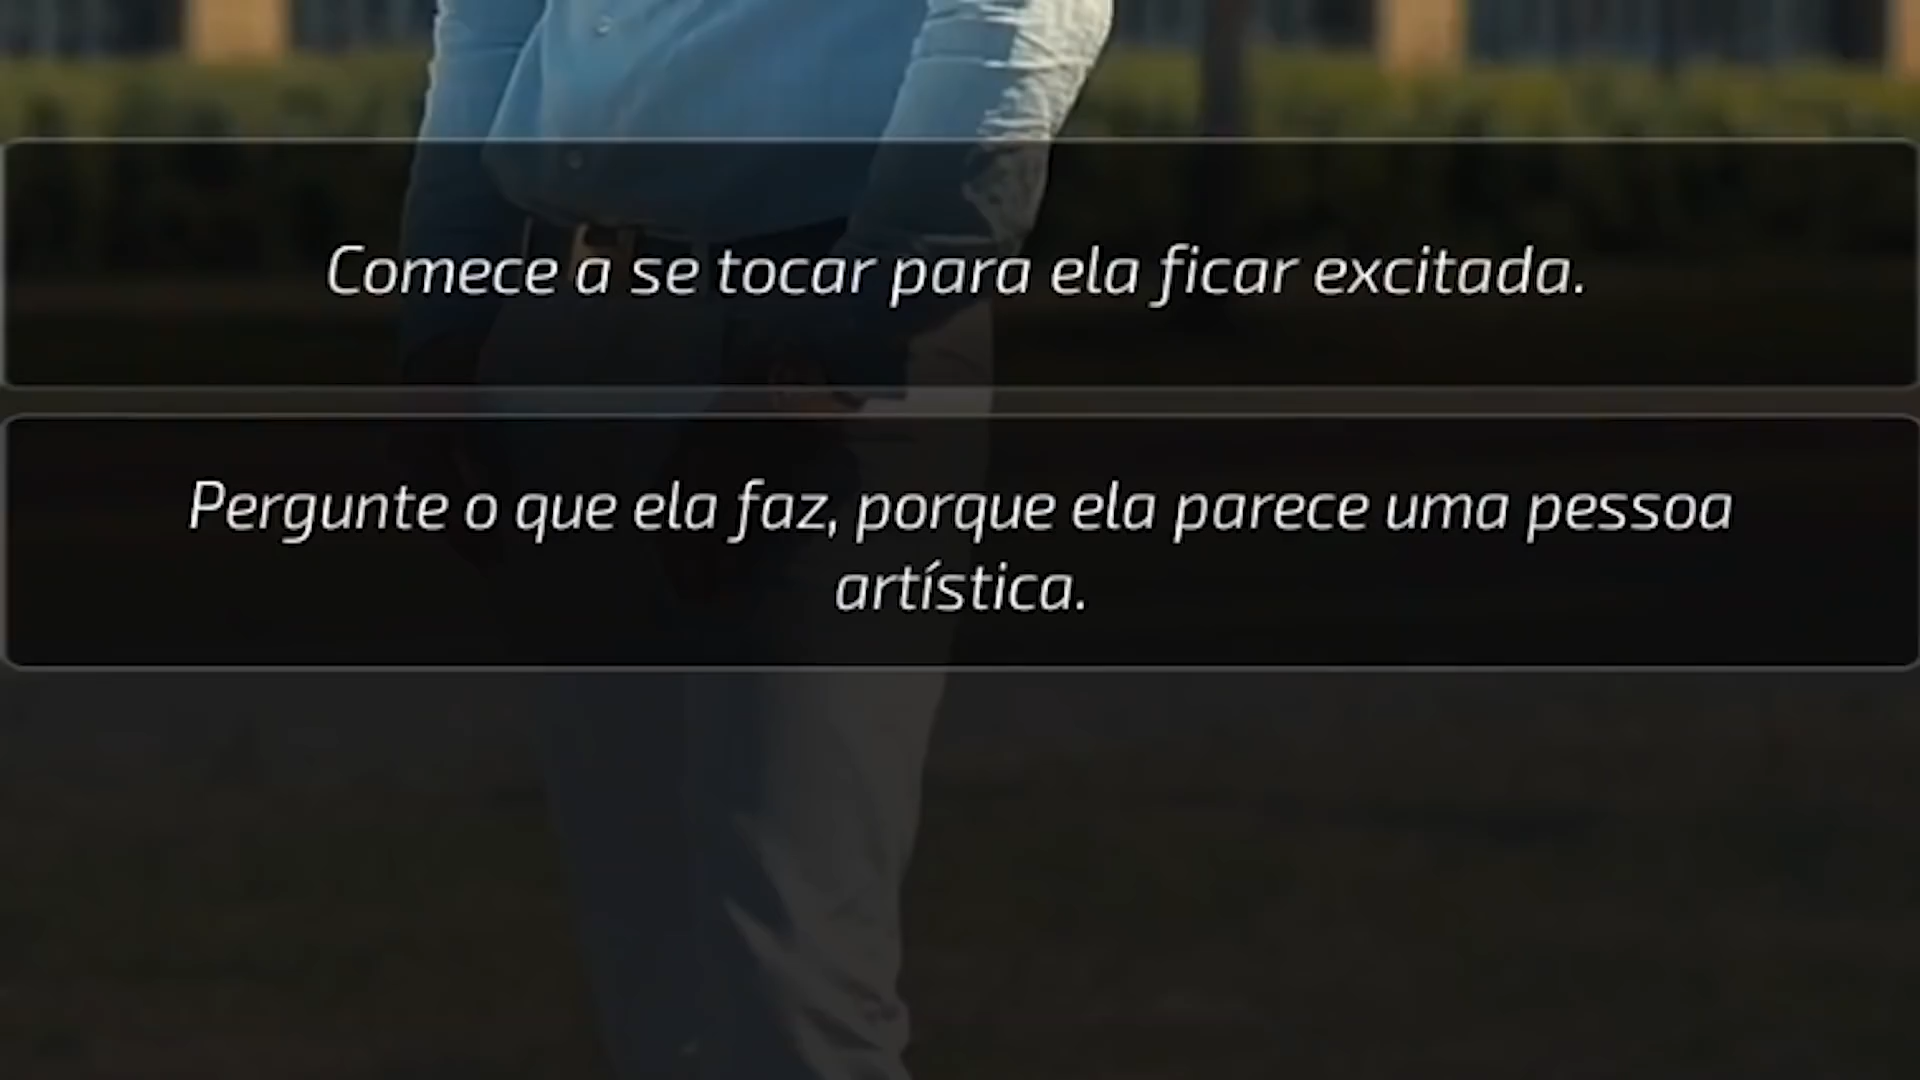 Comece a se tocar para ela ficar excitada.
Pergunte o que ela faz, porque ela parece uma pessoa
artística.